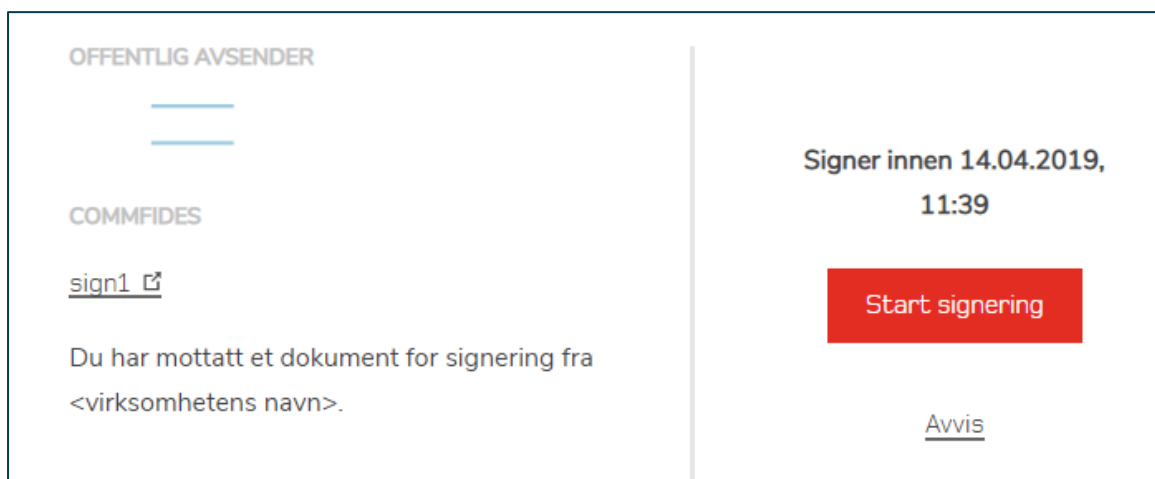 OFFENTLIG AVSENDER
COMMFIDES
sign1
Du har mottatt et dokument for signering fra
<virksomhetens navn>.
Signer innen 14.04.2019,
11:39
Start signering
Avvis